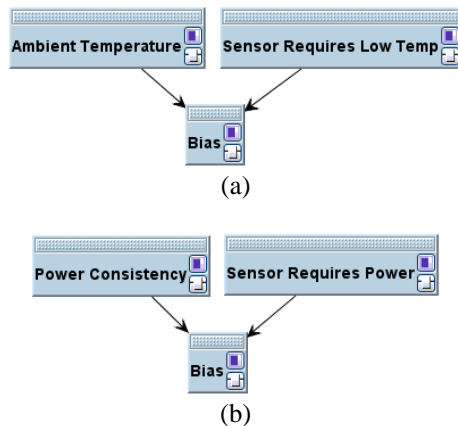 Ambient Temperature
Sensor Requires Low Temp
Bias
(a)
Power Consistency
Sensor Requires Power
Bias
(b)